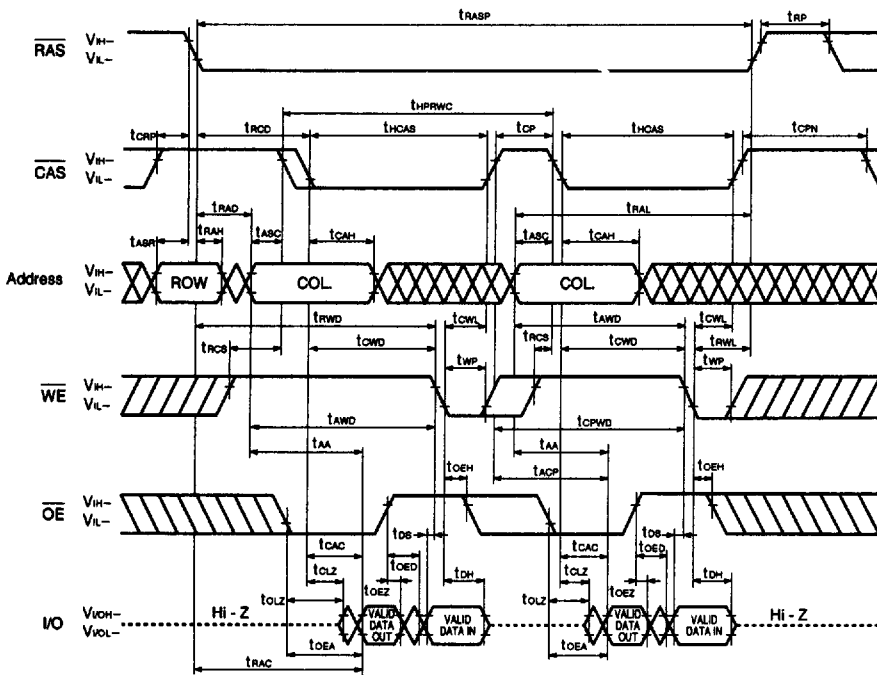 tRASP
tRP
RAS
VIH–
VIL–
tHPRWC
tCRP
tRCD
tHCAS
tCP
tHCAS
tCPN
CAS
VIH–
VIL–
tRAD
tRAL
tASR
tRAH
tASC
tCAH
tASC
tCAH
Address
VIH–
VIL–
ROW
COL.
COL.
tRWD
tCWL
tAWD
tCWL
tRCS
tCWD
tRCS
tCWD
tRWL
tWP
tWP
WE
VIH–
VIL–
tAWD
tCPWD
tAA
tAA
tOEH
tACP
tOEH
OE
VIH–
VIL–
tDS
tDS
tCAC
tOED
tCAC
tOED
tCLZ
tOEZ
tDH
tCLZ
tOEZ
tDH
tOLZ
tOLZ
I/O
VI/OH–
VI/OL–
Hi - Z
VALID DATA OUT
VALID DATA IN
VALID DATA OUT
VALID DATA IN
Hi - Z
tOEA
tOEA
tRAC